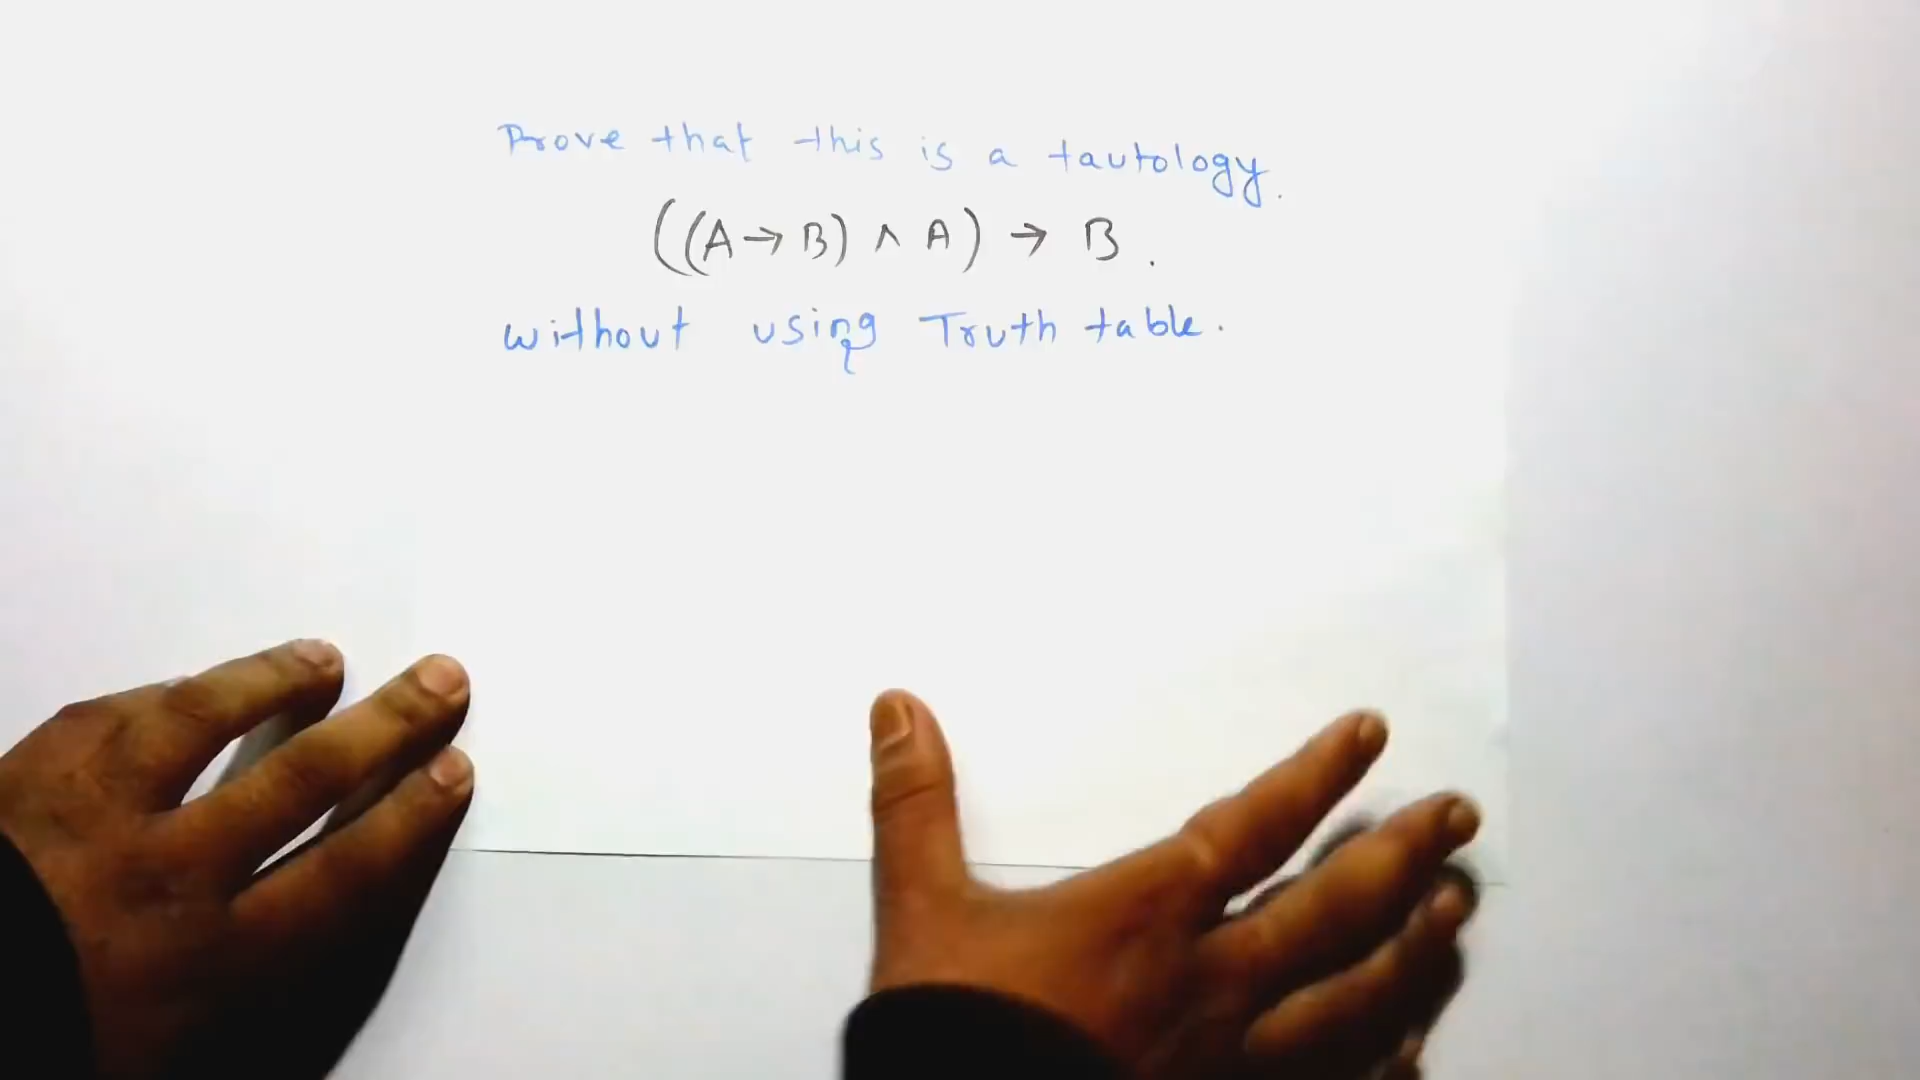 Prove that this is a tautology.
((A → B) ∧ A) → B.
without using Truth table.